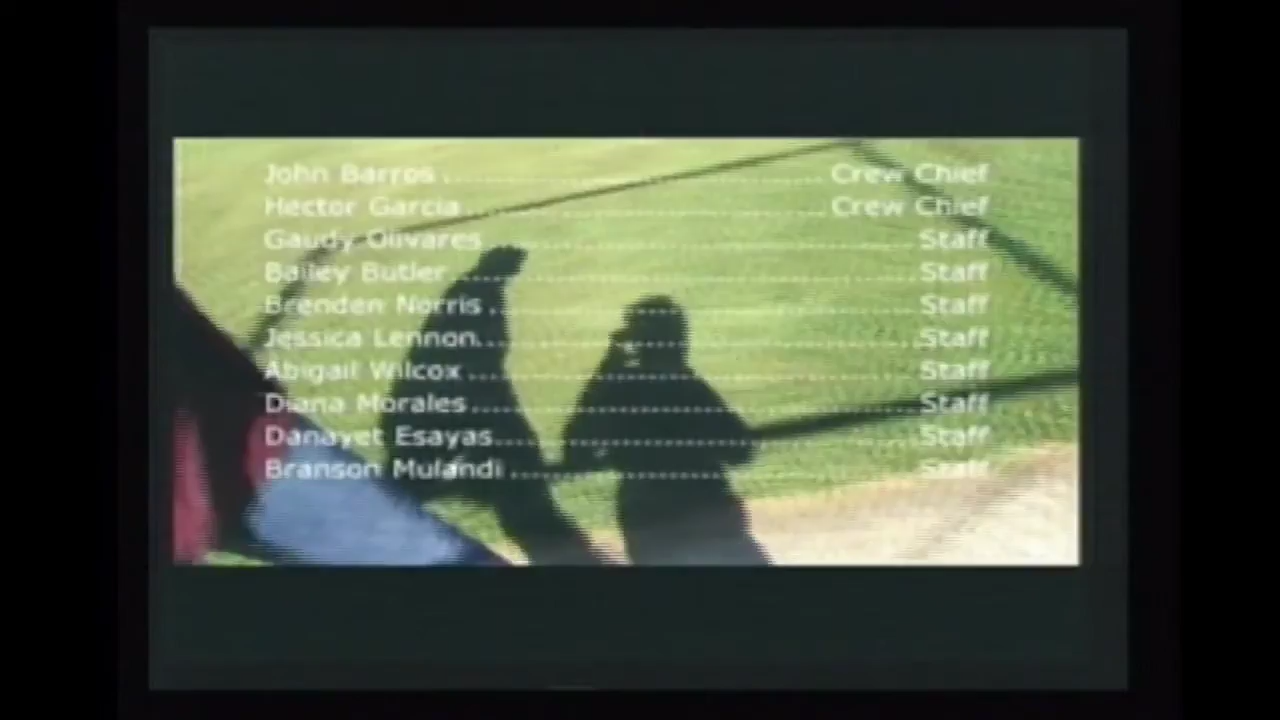 John Barros ........................................ Crew Chief
Hector Garcia ...................................... Crew Chief
Gaudy Olivares ............................................. Staff
Bailey Butler .............................................. Staff
Brenden Norris ............................................. Staff
Jessica Lennon ............................................. Staff
Abigail Wilcox ............................................. Staff
Diana Morales .............................................. Staff
Danayet Esayas ............................................. Staff
Branson Mulandi ............................................ Staff